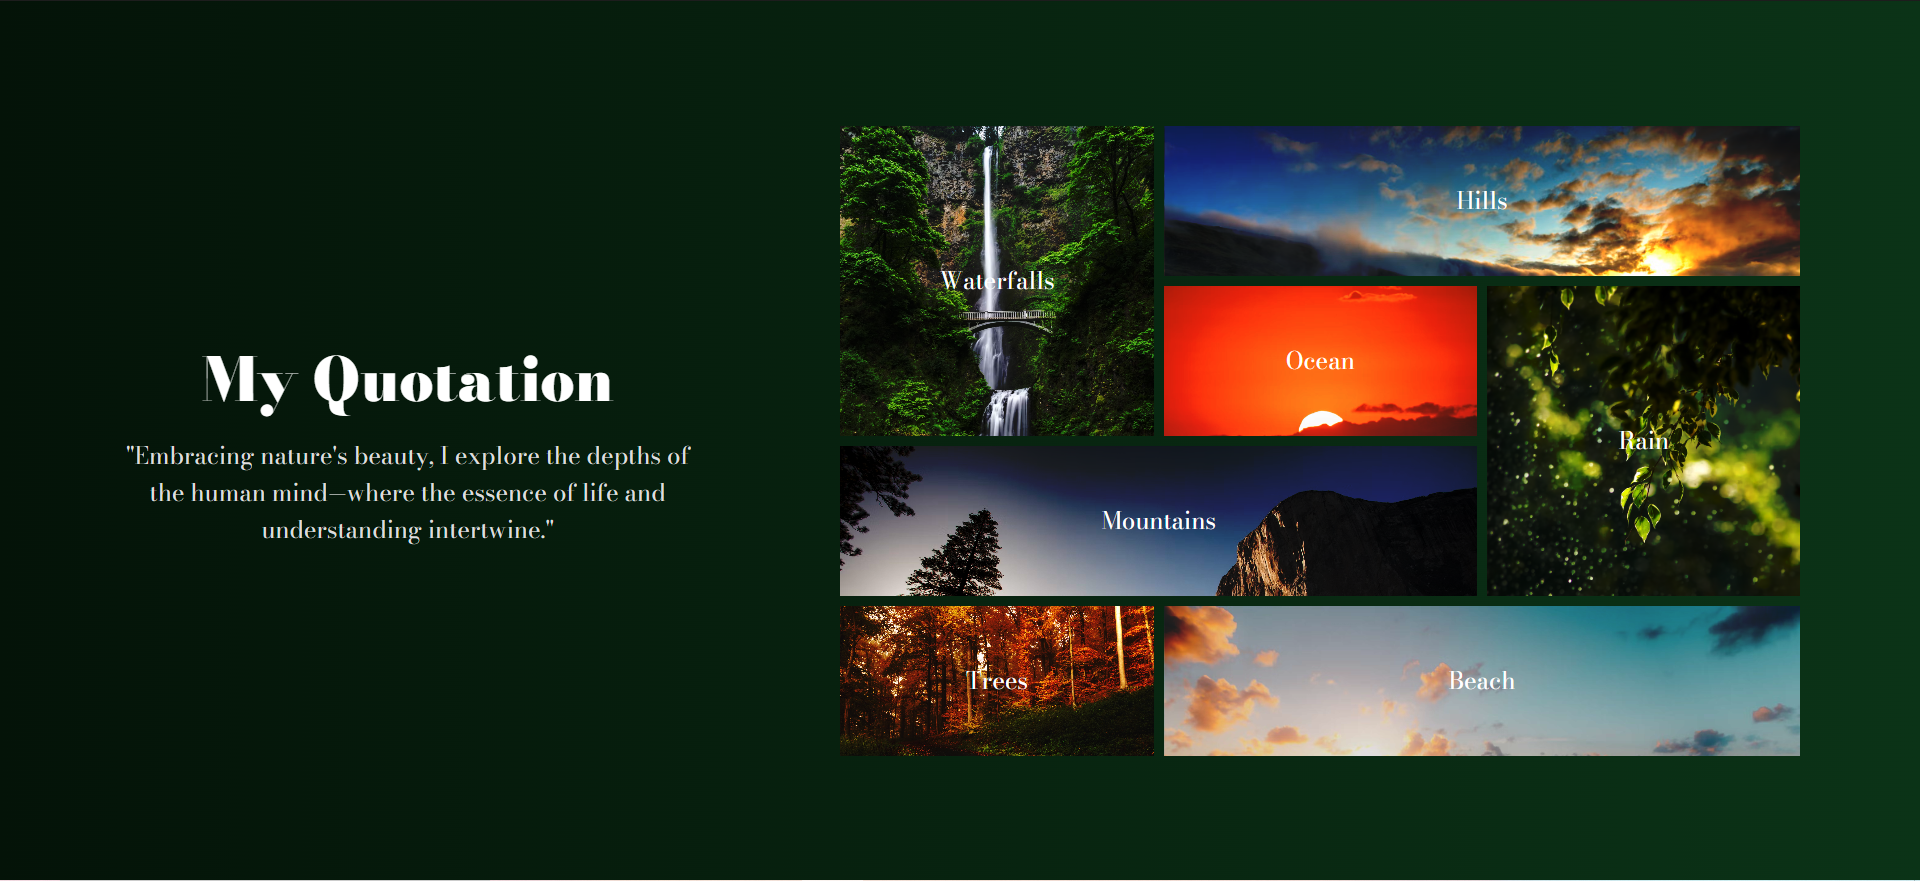 My Quotation
"Embracing nature's beauty, I explore the depths of
the human mind—where the essence of life and
understanding intertwine."
Waterfalls
Hills
Ocean
Rain
Mountains
Trees
Beach